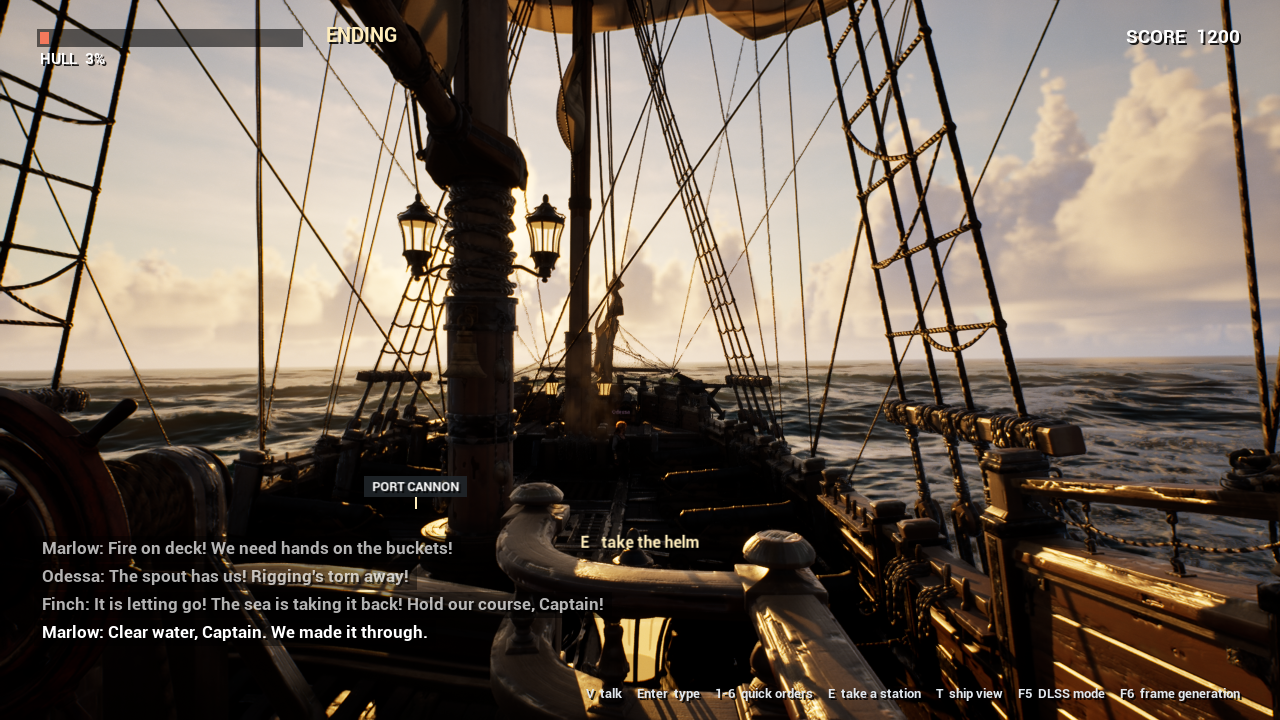 ENDING
SCORE 1200
HULL 3%
PORT CANNON
E take the helm
Marlow: Fire on deck! We need hands on the buckets!
Odessa: The spout has us! Rigging's torn away!
Finch: It is letting go! The sea is taking it back! Hold our course, Captain!
Marlow: Clear water, Captain. We made it through.
V talk Enter type 1-6 quick orders E take a station T ship view F5 DLSS mode F6 frame generation